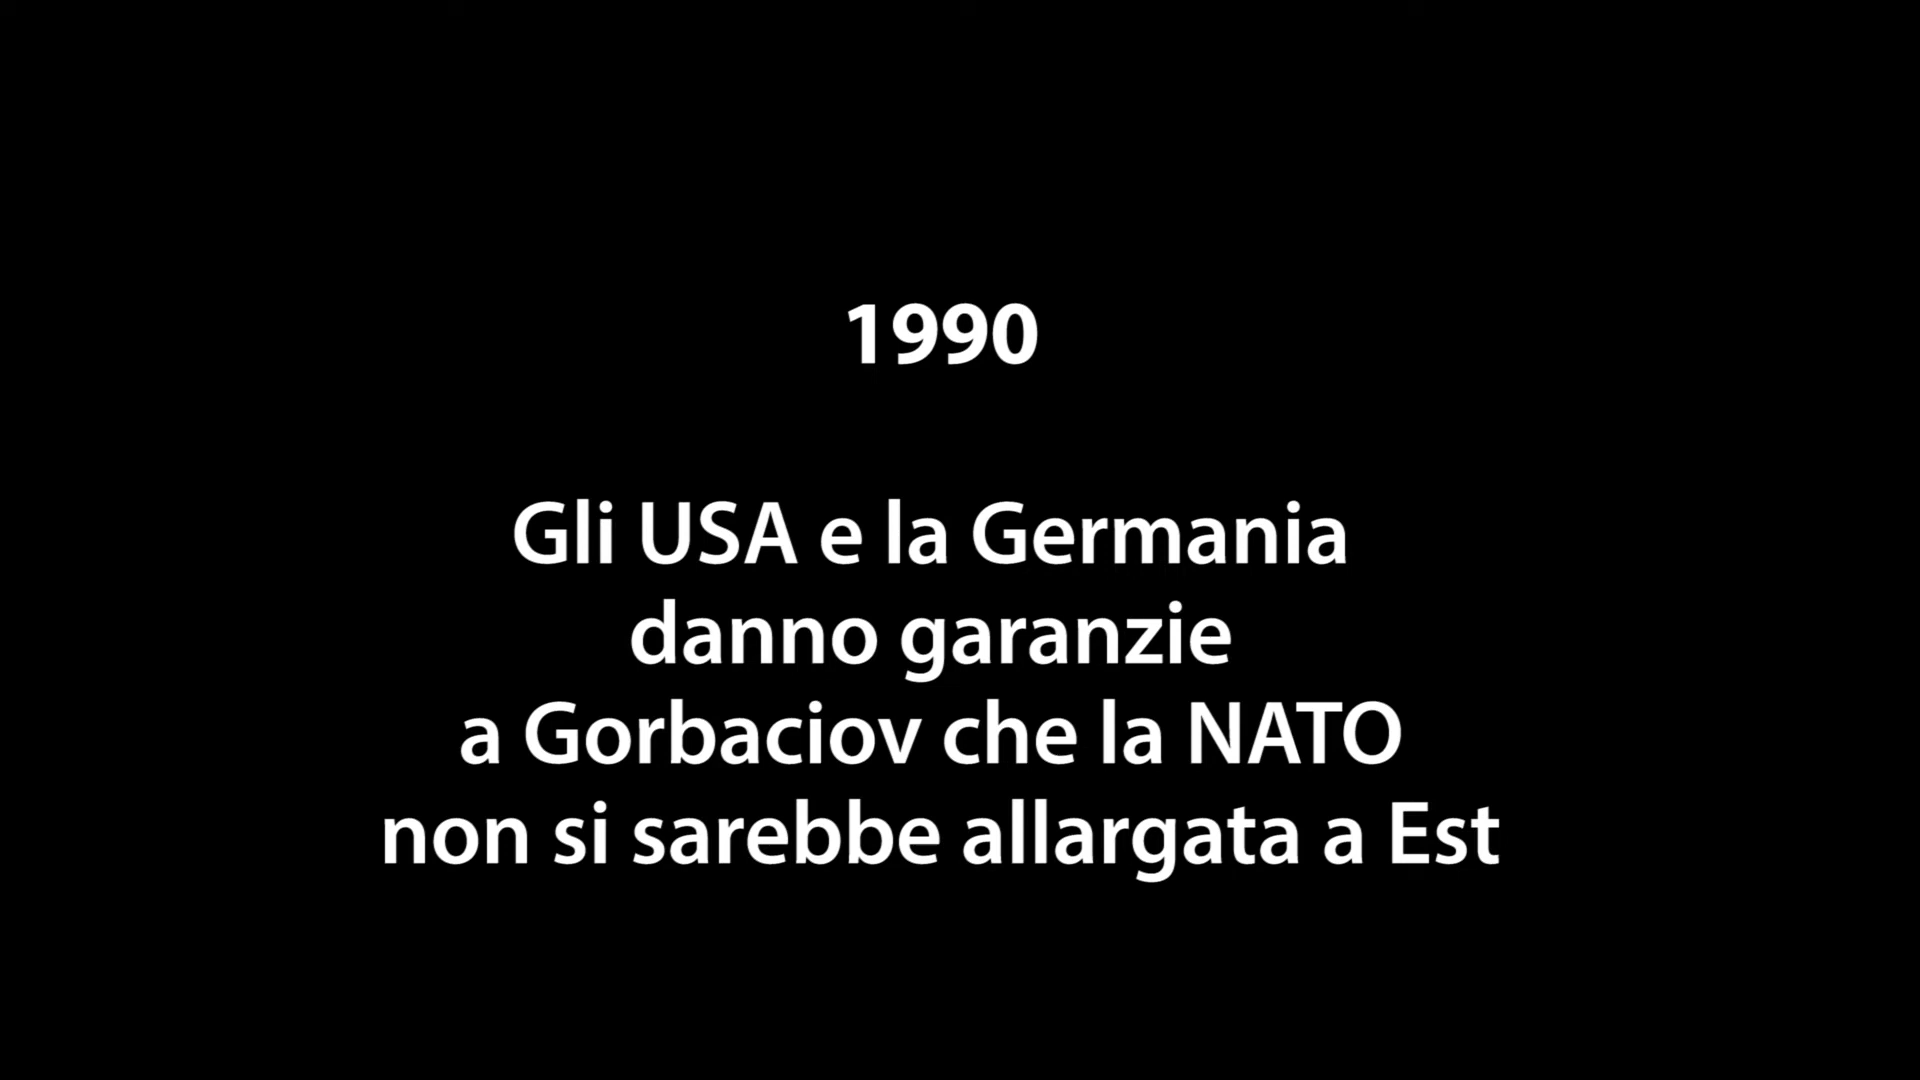 1990
Gli USA e la Germania
danno garanzie
a Gorbaciov che la NATO
non si sarebbe allargata a Est